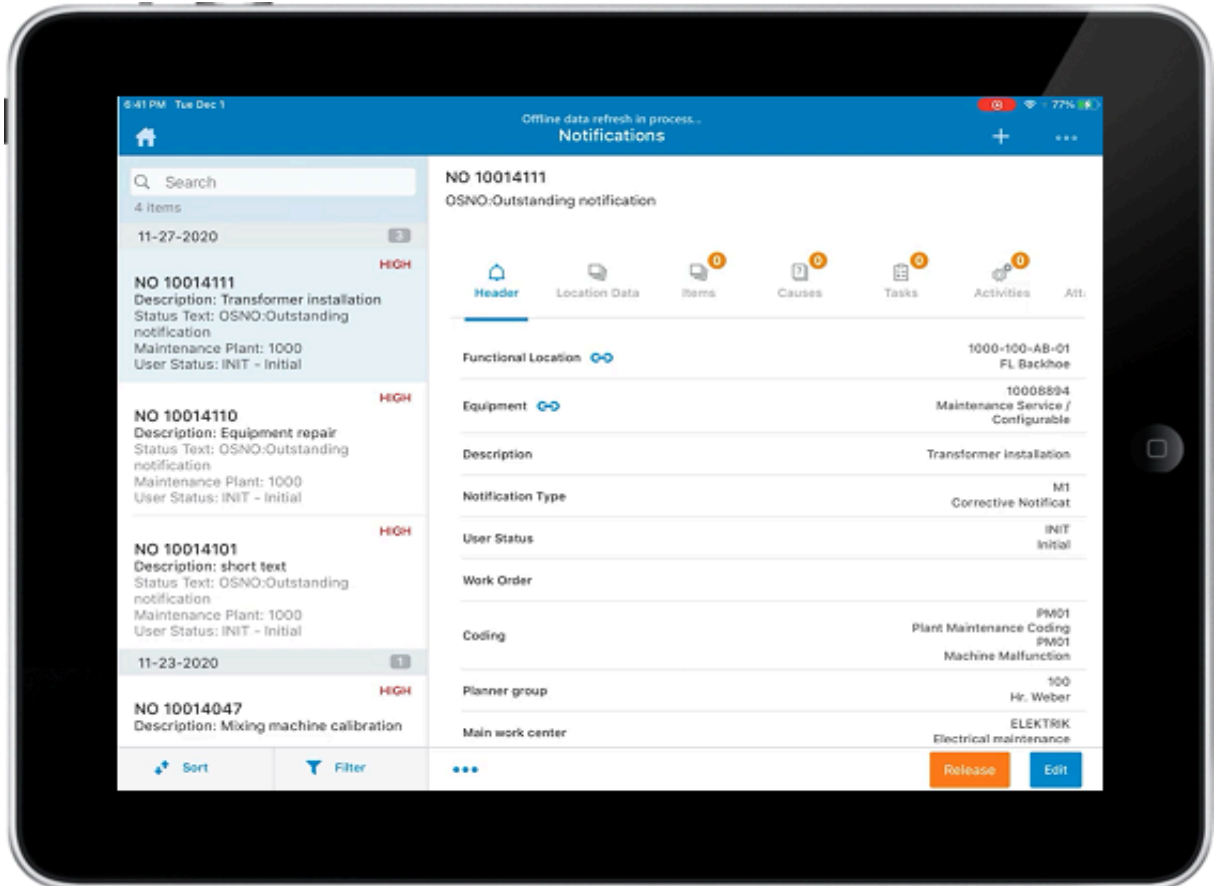 6:41 PM Tue Dec 1
77%
Offline data refresh in process...
Notifications
Search
4 items
11-27-2020
3
HIGH
NO 10014111
Description: Transformer installation
Status Text: OSNO:Outstanding
notification
Maintenance Plant: 1000
User Status: INIT - Initial
HIGH
NO 10014110
Description: Equipment repair
Status Text: OSNO:Outstanding
notification
Maintenance Plant: 1000
User Status: INIT - Initial
HIGH
NO 10014101
Description: short text
Status Text: OSNO:Outstanding
notification
Maintenance Plant: 1000
User Status: INIT - Initial
11-23-2020
1
HIGH
NO 10014047
Description: Mixing machine calibration
Sort
Filter
NO 10014111
OSNO:Outstanding notification
Header
Location Data
0
Items
0
Causes
0
Tasks
0
Activities
Att
Functional Location
1000-100-AB-01
FL Backhoe
Equipment
10008894
Maintenance Service /
Configurable
Description
Transformer installation
Notification Type
M1
Corrective Notificat
User Status
INIT
Initial
Work Order
Coding
PM01
Plant Maintenance Coding
PM01
Machine Malfunction
Planner group
100
Hr. Weber
Main work center
ELEKTRIK
Electrical maintenance
Release
Edit